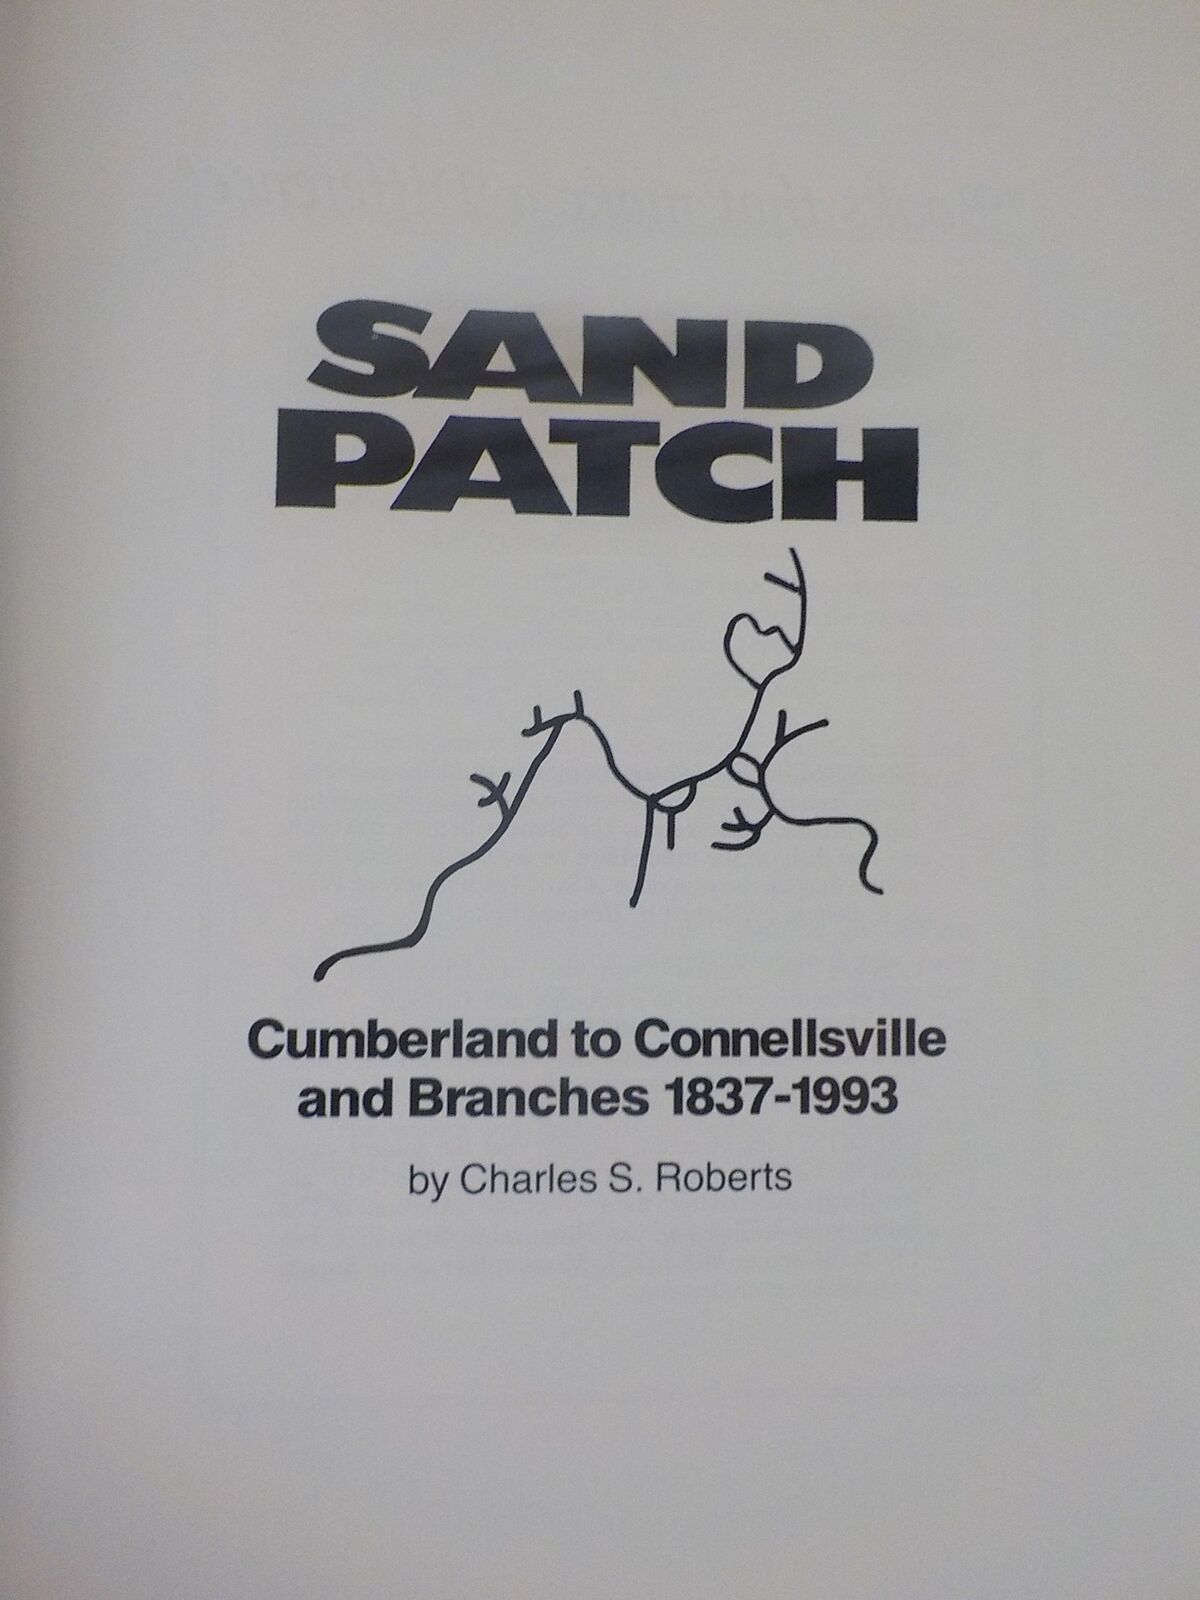 SAND
PATCH
Cumberland to Connellsville
and Branches 1837-1993
by Charles S. Roberts